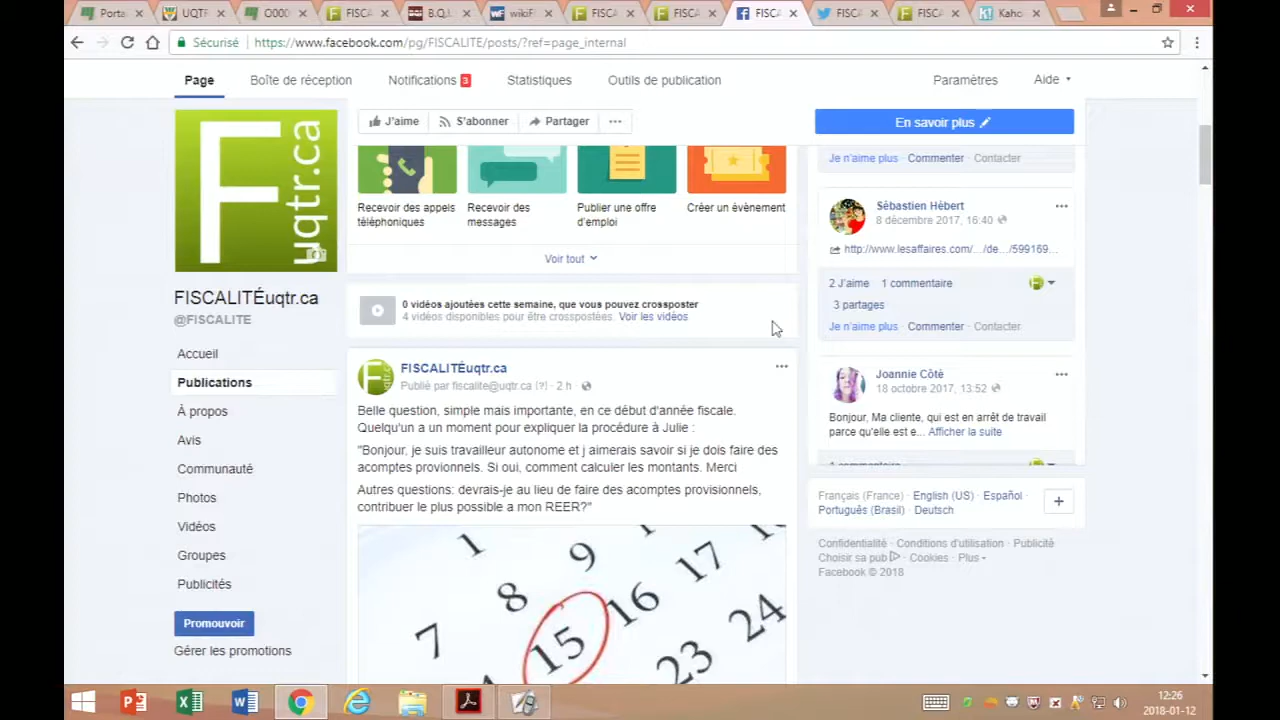 Porta
UQTF
O000
FISC
B.Q.
wikiF
FISCA
FISCA
FISCA
FISCA
FISCA
Kaho
Sécurisé
https://www.facebook.com/pg/FISCALITE/posts/?ref=page_internal
Page
Boîte de réception
Notifications 3
Statistiques
Outils de publication
Paramètres
Aide
J'aime
S'abonner
Partager
En savoir plus
F uqtr.ca
FISCALITÉuqtr.ca
@FISCALITE
Accueil
Publications
À propos
Avis
Communauté
Photos
Vidéos
Groupes
Publicités
Promouvoir
Gérer les promotions
Recevoir des appels
téléphoniques
Recevoir des
messages
Publier une offre
d'emploi
Créer un évènement
Voir tout
0 vidéos ajoutées cette semaine, que vous pouvez crossposter
4 vidéos disponibles pour être crosspostées. Voir les vidéos
FISCALITÉuqtr.ca
Publié par fiscalite@uqtr.ca [?] · 2 h ·
Belle question, simple mais importante, en ce début d'année fiscale.
Quelqu'un a un moment pour expliquer la procédure à Julie :
"Bonjour, je suis travailleur autonome et j aimerais savoir si je dois faire des
acomptes provionnels. Si oui, comment calculer les montants. Merci
Autres questions: devrais-je au lieu de faire des acomptes provisionnels,
contribuer le plus possible a mon REER?"
1
9
17
8
16
24
7
15
23
Je n'aime plus · Commenter · Contacter
Sébastien Hébert
8 décembre 2017, 16:40
http://www.lesaffaires.com/…/de…/599169…
2 J'aime 1 commentaire
3 partages
Je n'aime plus · Commenter · Contacter
Joannie Côté
18 octobre 2017, 13:52
Bonjour, Ma cliente, qui est en arrêt de travail
parce qu'elle est e... Afficher la suite
1 commentaire
Français (France) · English (US) · Español ·
Português (Brasil) · Deutsch
Confidentialité · Conditions d'utilisation · Publicité
Choisir sa pub · Cookies · Plus
Facebook © 2018
12:26
2018-01-12